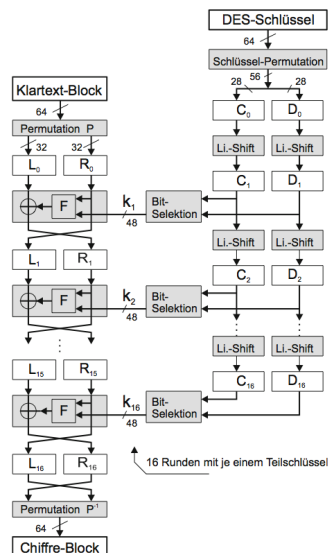 DES-Schlüssel
64
Schlüssel-Permutation
28 56 28
C0 D0
Li.-Shift Li.-Shift
C1 D1
Li.-Shift Li.-Shift
C2 D2
Li.-Shift Li.-Shift
C16 D16
Klartext-Block
64
Permutation P
32 32
L0 R0
F
k1
48
Bit-
Selektion
L1 R1
F
k2
48
Bit-
Selektion
L15 R15
F
k16
48
Bit-
Selektion
16 Runden mit je einem Teilschlüssel
L16 R16
Permutation P-1
64
Chiffre-Block